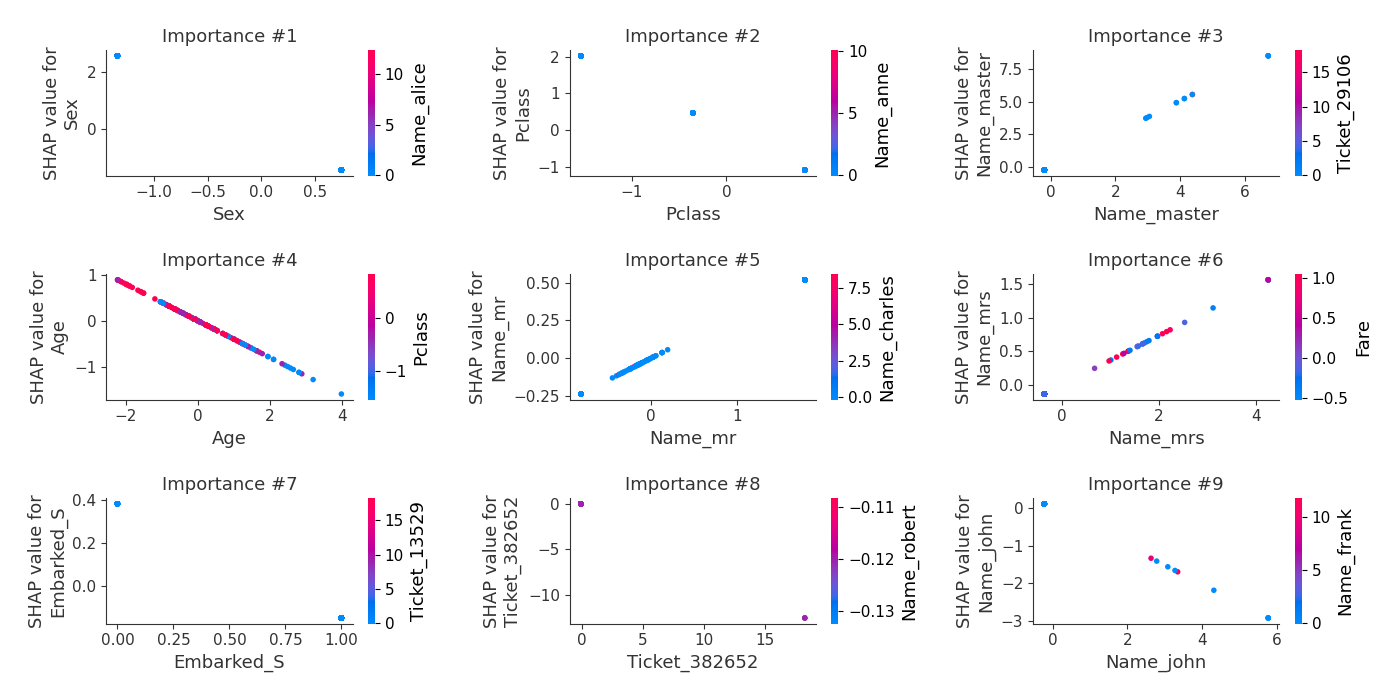 Importance #1
SHAP value for
Sex
2
0
−1.0
−0.5
0.0
0.5
Sex
10
5
0
Name_alice
Importance #2
SHAP value for
Pclass
2
1
0
−1
−1
0
Pclass
10
5
0
Name_anne
Importance #3
SHAP value for
Name_master
7.5
5.0
2.5
0.0
0
2
4
6
Name_master
15
10
5
0
Ticket_29106
Importance #4
SHAP value for
Age
1
0
−1
−2
0
2
4
Age
0
−1
Pclass
Importance #5
SHAP value for
Name_mr
0.50
0.25
0.00
−0.25
0
1
Name_mr
7.5
5.0
2.5
0.0
Name_charles
Importance #6
SHAP value for
Name_mrs
1.5
1.0
0.5
0.0
0
2
4
Name_mrs
1.0
0.5
0.0
−0.5
Fare
Importance #7
SHAP value for
Embarked_S
0.4
0.2
0.0
0.00
0.25
0.50
0.75
1.00
Embarked_S
15
10
5
0
Ticket_13529
Importance #8
SHAP value for
Ticket_382652
0
−5
−10
0
5
10
15
Ticket_382652
−0.11
−0.12
−0.13
Name_robert
Importance #9
SHAP value for
Name_john
0
−1
−2
−3
0
2
4
6
Name_john
10
5
0
Name_frank